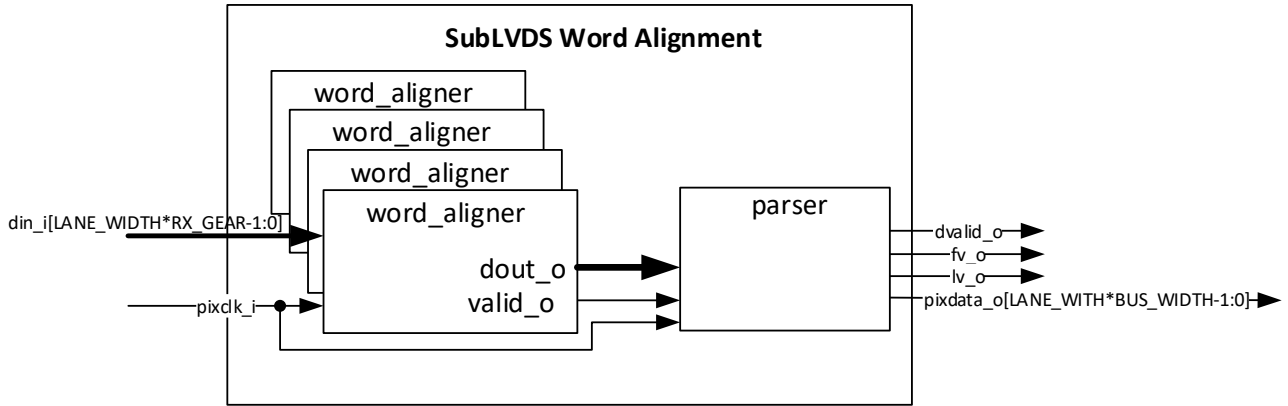 SubLVDS Word Alignment
word_aligner
word_aligner
word_aligner
word_aligner
din_i[LANE_WIDTH*RX_GEAR-1:0]
dout_o
valid_o
pixclk_i
parser
dvalid_o
fv_o
lv_o
pixdata_o[LANE_WITH*BUS_WIDTH-1:0]